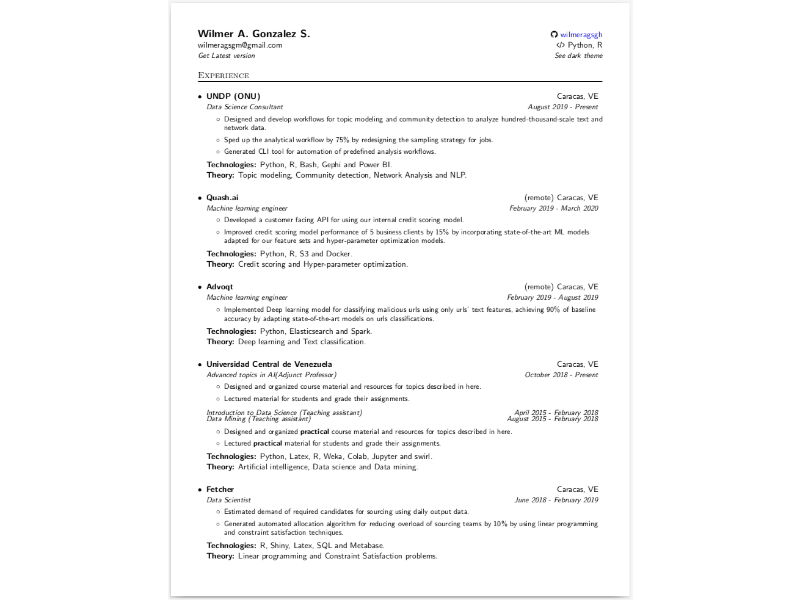 Wilmer A. Gonzalez S. wilmeragsgh
wilmeragsgm@gmail.com </> Python, R
Get Latest version See dark theme
Experience
• UNDP (ONU) Caracas, VE
Data Science Consultant August 2019 - Present
◦ Designed and develop workflows for topic modeling and community detection to analyze hundred-thousand-scale text and
network data.
◦ Sped up the analytical workflow by 75% by redesigning the sampling strategy for jobs.
◦ Generated CLI tool for automation of predefined analysis workflows.
Technologies: Python, R, Bash, Gephi and Power BI.
Theory: Topic modeling, Community detection, Network Analysis and NLP.
• Quash.ai (remote) Caracas, VE
Machine learning engineer February 2019 - March 2020
◦ Developed a customer facing API for using our internal credit scoring model.
◦ Improved credit scoring model performance of 5 business clients by 15% by incorporating state-of-the-art ML models
adapted for our feature sets and hyper-parameter optimization models.
Technologies: Python, R, S3 and Docker.
Theory: Credit scoring and Hyper-parameter optimization.
• Advoqt (remote) Caracas, VE
Machine learning engineer February 2019 - August 2019
◦ Implemented Deep learning model for classifying malicious urls using only urls' text features, achieving 90% of baseline
accuracy by adapting state-of-the-art models on urls classifications.
Technologies: Python, Elasticsearch and Spark.
Theory: Deep learning and Text classification.
• Universidad Central de Venezuela Caracas, VE
Advanced topics in AI(Adjunct Professor) October 2018 - Present
◦ Designed and organized course material and resources for topics described in here.
◦ Lectured material for students and grade their assignments.
Introduction to Data Science (Teaching assistant) April 2015 - February 2018
Data Mining (Teaching assistant) August 2015 - February 2018
◦ Designed and organized practical course material and resources for topics described in here.
◦ Lectured practical material for students and grade their assignments.
Technologies: Python, Latex, R, Weka, Colab, Jupyter and swirl.
Theory: Artificial intelligence, Data science and Data mining.
• Fetcher Caracas, VE
Data Scientist June 2018 - February 2019
◦ Estimated demand of required candidates for sourcing using daily output data.
◦ Generated automated allocation algorithm for reducing overload of sourcing teams by 10% by using linear programming
and constraint satisfaction techniques.
Technologies: R, Shiny, Latex, SQL and Metabase.
Theory: Linear programming and Constraint Satisfaction problems.